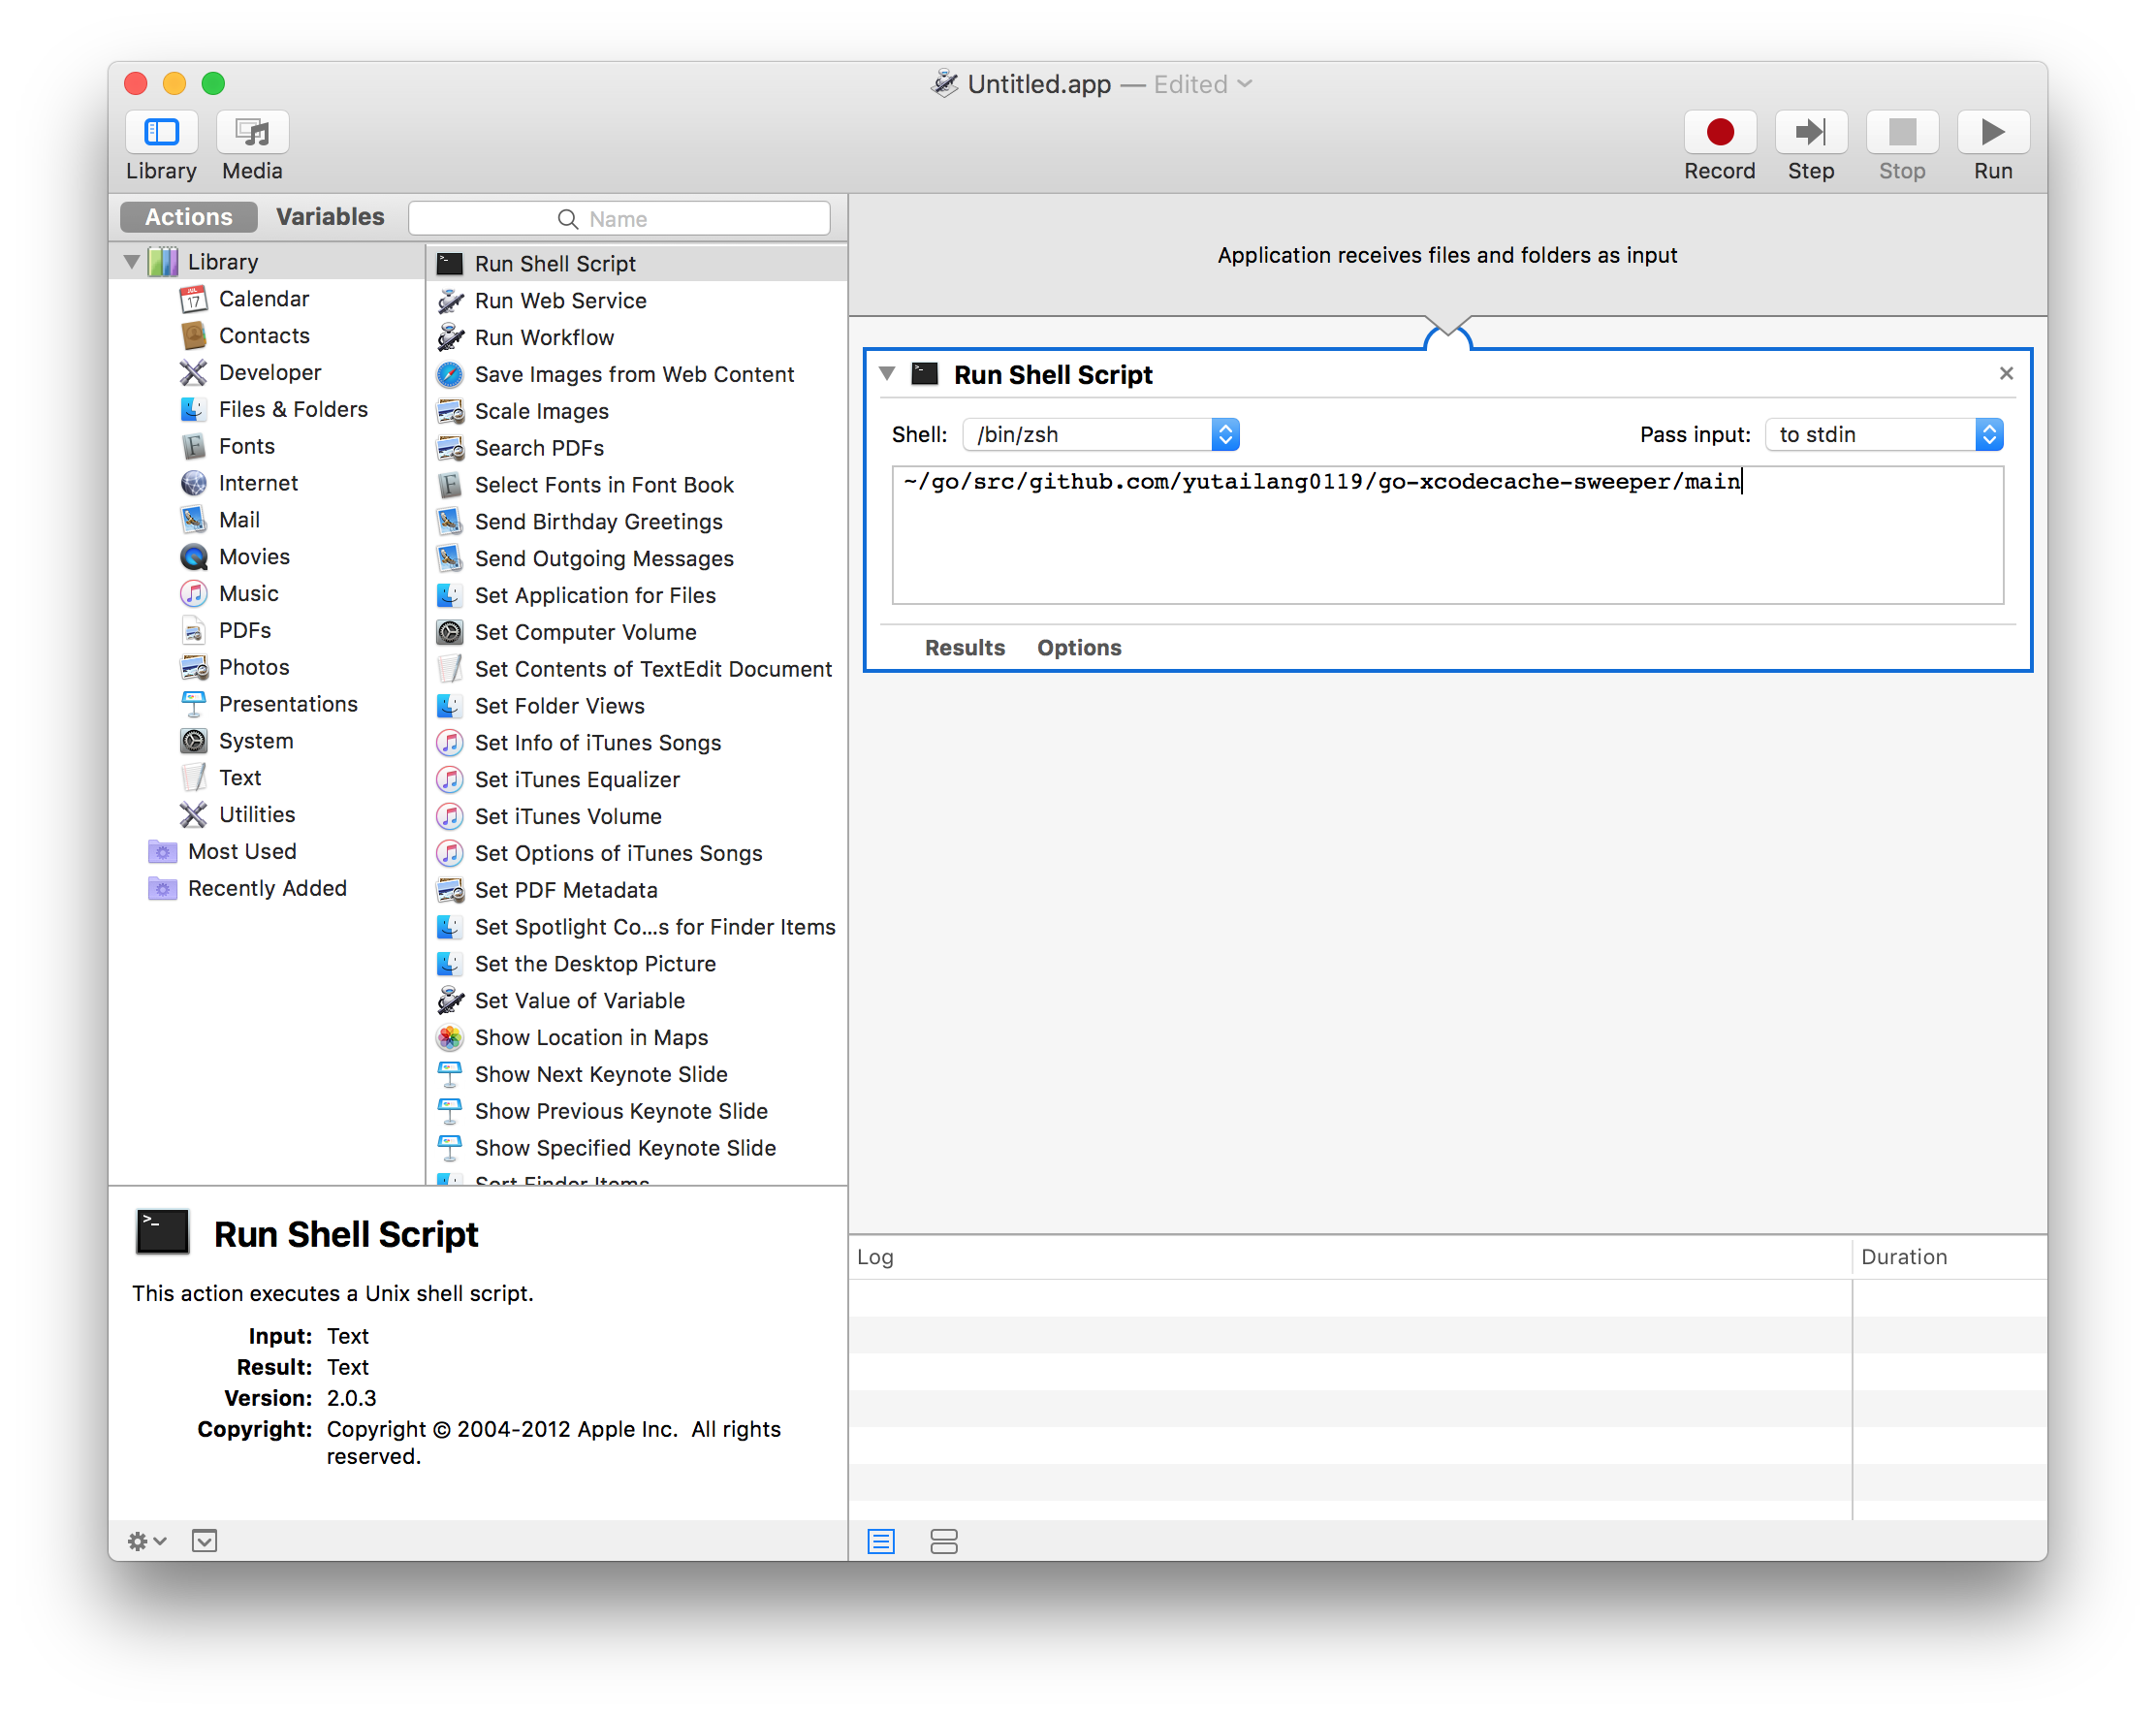 Untitled.app — Edited
Library
Media
Record
Step
Stop
Run
Actions
Variables
Name
Library
Calendar
JUL
17
Contacts
Developer
Files & Folders
Fonts
Internet
Mail
Movies
Music
PDFs
Photos
Presentations
System
Text
Utilities
Most Used
Recently Added
Run Shell Script
Run Web Service
Run Workflow
Save Images from Web Content
Scale Images
Search PDFs
Select Fonts in Font Book
Send Birthday Greetings
Send Outgoing Messages
Set Application for Files
Set Computer Volume
Set Contents of TextEdit Document
Set Folder Views
Set Info of iTunes Songs
Set iTunes Equalizer
Set iTunes Volume
Set Options of iTunes Songs
Set PDF Metadata
Set Spotlight Co...s for Finder Items
Set the Desktop Picture
Set Value of Variable
Show Location in Maps
Show Next Keynote Slide
Show Previous Keynote Slide
Show Specified Keynote Slide
Sort Finder Items
Application receives files and folders as input
Run Shell Script
Shell: /bin/zsh
Pass input: to stdin
~/go/src/github.com/yutailang0119/go-xcodecache-sweeper/main
Results Options
Run Shell Script
This action executes a Unix shell script.
Input: Text
Result: Text
Version: 2.0.3
Copyright: Copyright © 2004-2012 Apple Inc. All rights
reserved.
Log
Duration